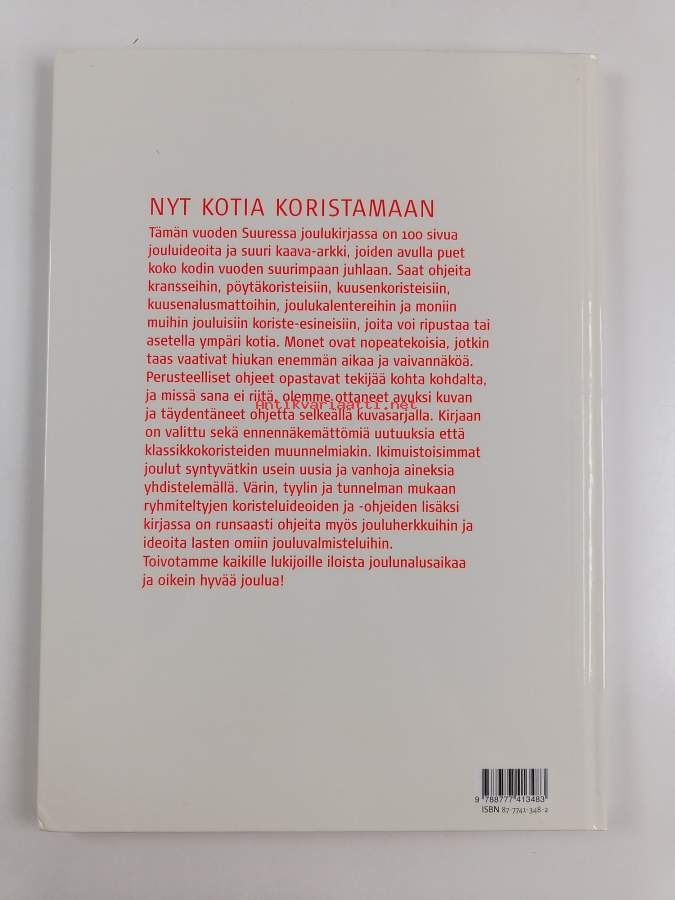 NYT KOTIA KORISTAMAAN
Tämän vuoden Suuressa joulukirjassa on 100 sivua
jouluideoita ja suuri kaava-arkki, joiden avulla puet
koko kodin vuoden suurimpaan juhlaan. Saat ohjeita
kransseihin, pöytäkoristeisiin, kuusenkoristeisiin,
kuusenalusmattoihin, joulukalentereihin ja moniin
muihin jouluisiin koriste-esineisiin, joita voi ripustaa tai
asetella ympäri kotia. Monet ovat nopeatekoisia, jotkin
taas vaativat hiukan enemmän aikaa ja vaivannäköä.
Perusteelliset ohjeet opastavat tekijää kohta kohdalta,
ja missä sana ei riitä, olemme ottaneet avuksi kuvan
Antikvariaatti.net
ja täydentäneet ohjetta selkeällä kuvasarjalla. Kirjaan
on valittu sekä ennennäkemättömiä uutuuksia että
klassikkokoristeiden muunnelmiakin. Ikimuistoisimmat
joulut syntyvätkin usein uusia ja vanhoja aineksia
yhdistelemällä. Värin, tyylin ja tunnelman mukaan
ryhmiteltyjen koristeluideoiden ja -ohjeiden lisäksi
kirjassa on runsaasti ohjeita myös jouluherkkuihin ja
ideoita lasten omiin jouluvalmisteluihin.
Toivotamme kaikille lukijoille iloista joulunalusaikaa
ja oikein hyvää joulua!
9 788777 413483
ISBN 87-7741-348-2